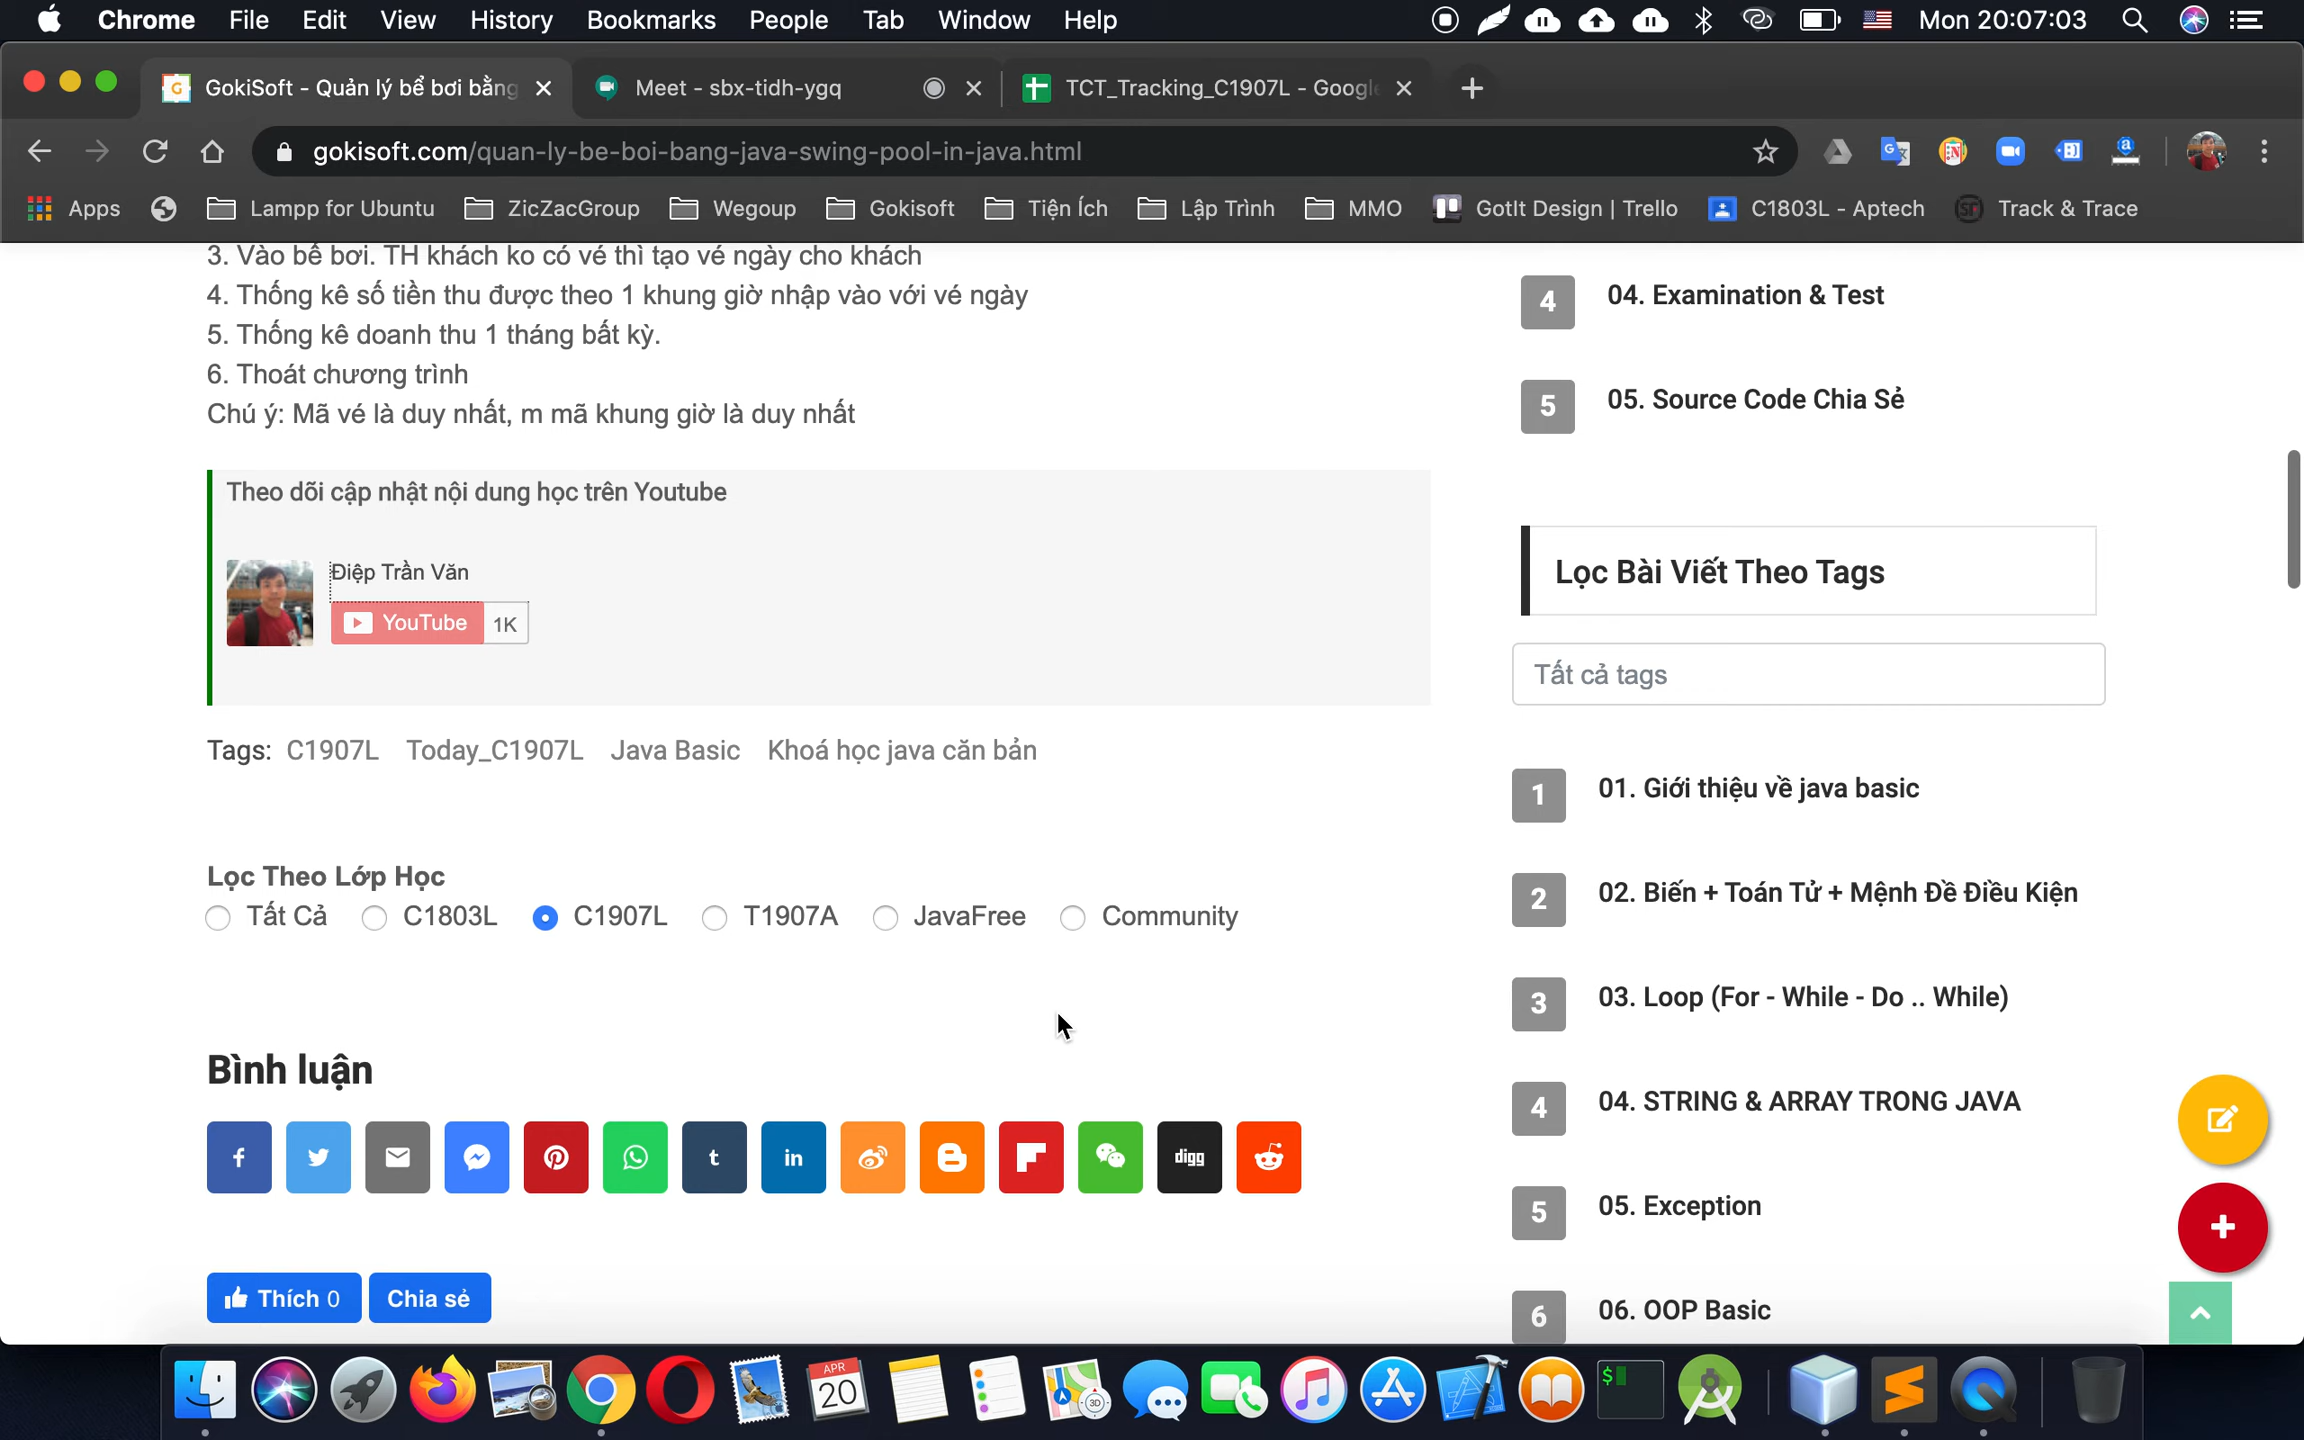 Chrome File Edit View History Bookmarks People Tab Window Help
Mon 20:07:03
GokiSoft - Quản lý bể bơi bằng
Meet - sbx-tidh-ygq
TCT_Tracking_C1907L - Google
gokisoft.com/quan-ly-be-boi-bang-java-swing-pool-in-java.html
Apps
Lampp for Ubuntu
ZicZacGroup
Wegoup
Gokisoft
Tiện Ích
Lập Trình
MMO
GotIt Design | Trello
C1803L - Aptech
Track & Trace
3. Vào bể bơi. TH khách ko có vé thì tạo vé ngày cho khách
4. Thống kê số tiền thu được theo 1 khung giờ nhập vào với vé ngày
5. Thống kê doanh thu 1 tháng bất kỳ.
6. Thoát chương trình
Chú ý: Mã vé là duy nhất, m mã khung giờ là duy nhất
Theo dõi cập nhật nội dung học trên Youtube
Điệp Trần Văn
YouTube 1K
Tags: C1907L Today_C1907L Java Basic Khoá học java căn bản
Lọc Theo Lớp Học
Tất Cả C1803L C1907L T1907A JavaFree Community
Bình luận
f
t
in
digg
Thích 0 Chia sẻ
4 04. Examination & Test
5 05. Source Code Chia Sẻ
Lọc Bài Viết Theo Tags
Tất cả tags
1 01. Giới thiệu về java basic
2 02. Biến + Toán Tử + Mệnh Đề Điều Kiện
3 03. Loop (For - While - Do .. While)
4 04. STRING & ARRAY TRONG JAVA
5 05. Exception
6 06. OOP Basic
APR
20
3D
$